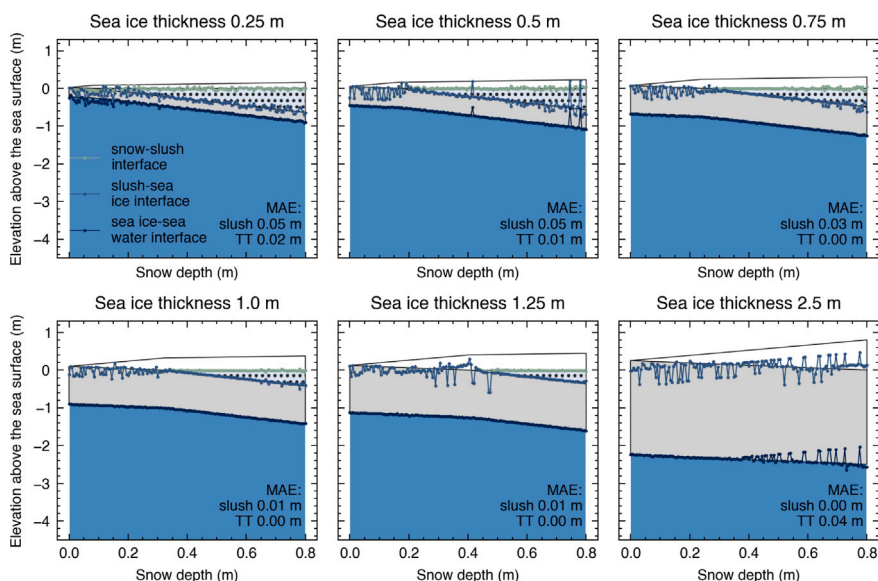 Sea ice thickness 0.25 m
Sea ice thickness 0.5 m
Sea ice thickness 0.75 m
Elevation above the sea surface (m)
1
0
−1
−2
−3
−4
snow-slush
interface
slush-sea
ice interface
sea ice-sea
water interface
MAE:
slush 0.05 m
TT 0.02 m
MAE:
slush 0.05 m
TT 0.01 m
MAE:
slush 0.03 m
TT 0.00 m
Snow depth (m)
Snow depth (m)
Snow depth (m)
Sea ice thickness 1.0 m
Sea ice thickness 1.25 m
Sea ice thickness 2.5 m
Elevation above the sea surface (m)
1
0
−1
−2
−3
−4
MAE:
slush 0.01 m
TT 0.00 m
MAE:
slush 0.01 m
TT 0.00 m
MAE:
slush 0.00 m
TT 0.04 m
0.0 0.2 0.4 0.6 0.8
0.0 0.2 0.4 0.6 0.8
0.0 0.2 0.4 0.6 0.8
Snow depth (m)
Snow depth (m)
Snow depth (m)